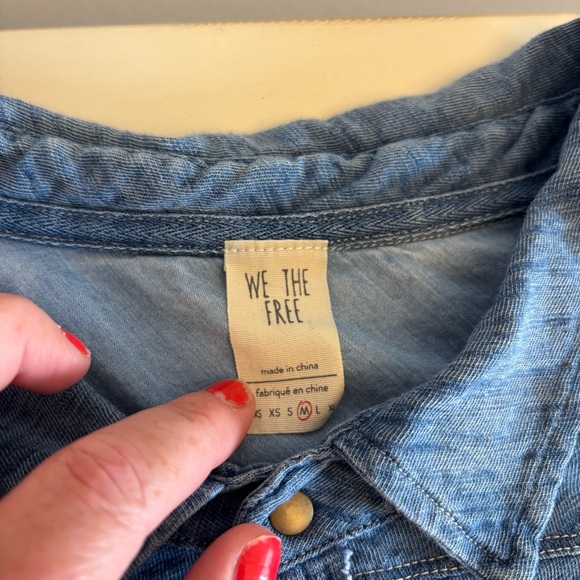 WE THE
FREE
made in china
fabriqué en chine
XS S M L